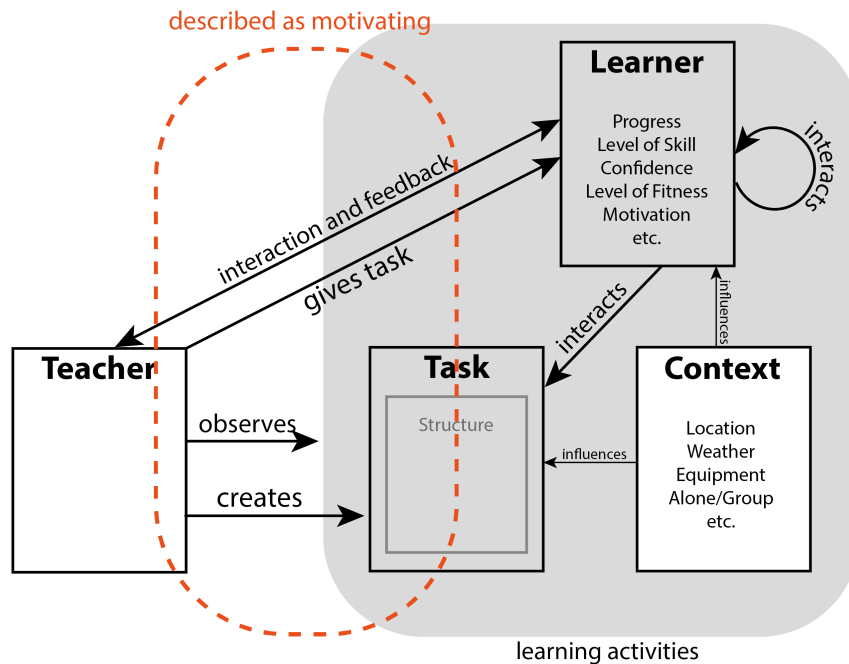 described as motivating
Learner
Progress
Level of Skill
Confidence
Level of Fitness
Motivation
etc.
interacts
interaction and feedback
gives task
interacts
influences
Teacher
Task
Context
observes
Structure
influences
Location
Weather
Equipment
Alone/Group
etc.
creates
learning activities